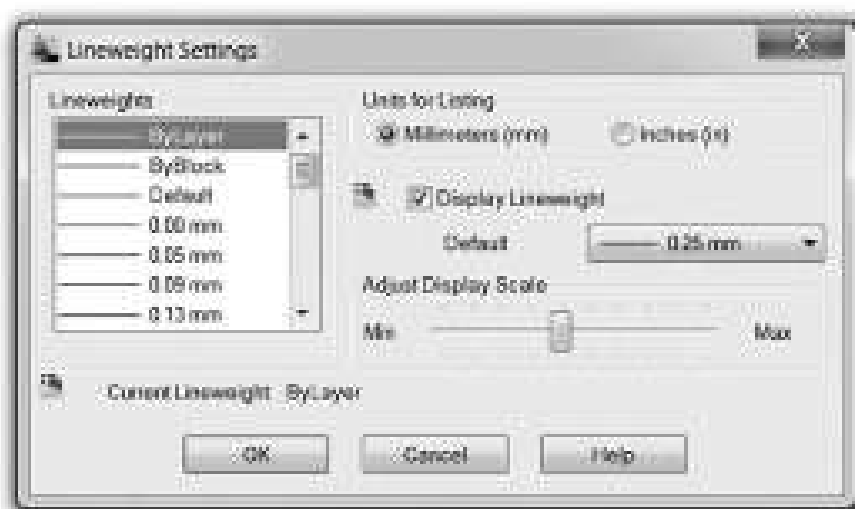 Lineweight Settings
X
Lineweights
ByLayer
ByBlock
Default
0.00 mm
0.05 mm
0.09 mm
0.13 mm
Units for Listing
Millimeters (mm)
Inches (in)
Display Lineweight
Default
0.25 mm
Adjust Display Scale
Min
Max
Current Lineweight: ByLayer
OK
Cancel
Help